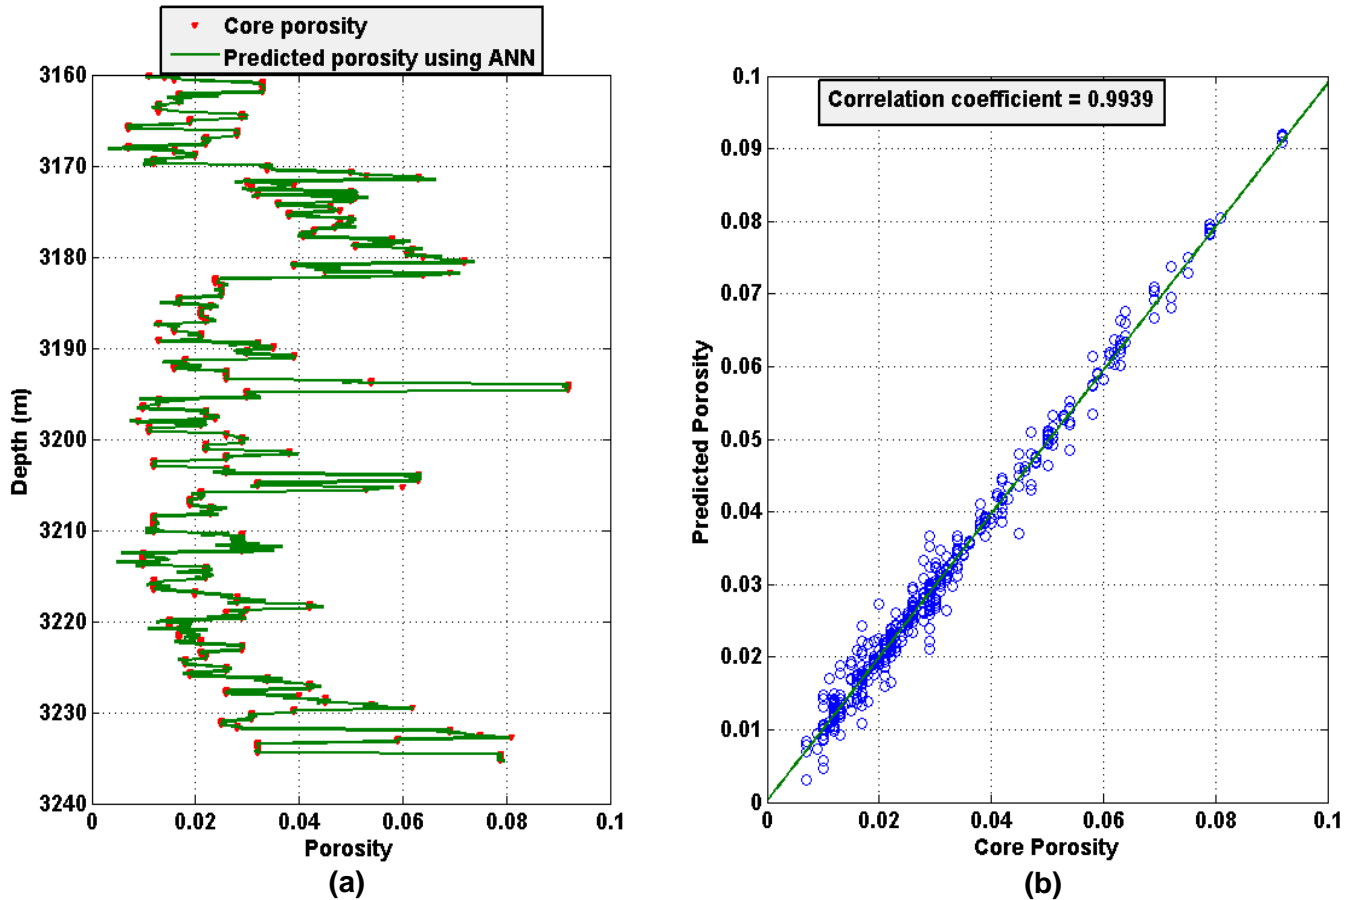 Core porosity
Predicted porosity using ANN
3160
3170
3180
3190
3200
3210
3220
3230
3240
Depth (m)
0 0.02 0.04 0.06 0.08 0.1
Porosity
(a)
Correlation coefficient = 0.9939
0.1
0.09
0.08
0.07
0.06
0.05
0.04
0.03
0.02
0.01
0
Predicted Porosity
0 0.02 0.04 0.06 0.08 0.1
Core Porosity
(b)